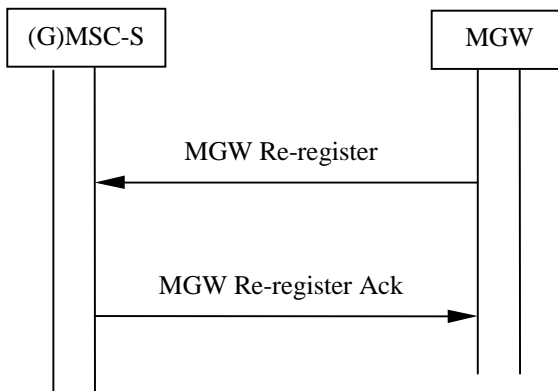 (G)MSC-S
MGW
MGW Re-register
MGW Re-register Ack